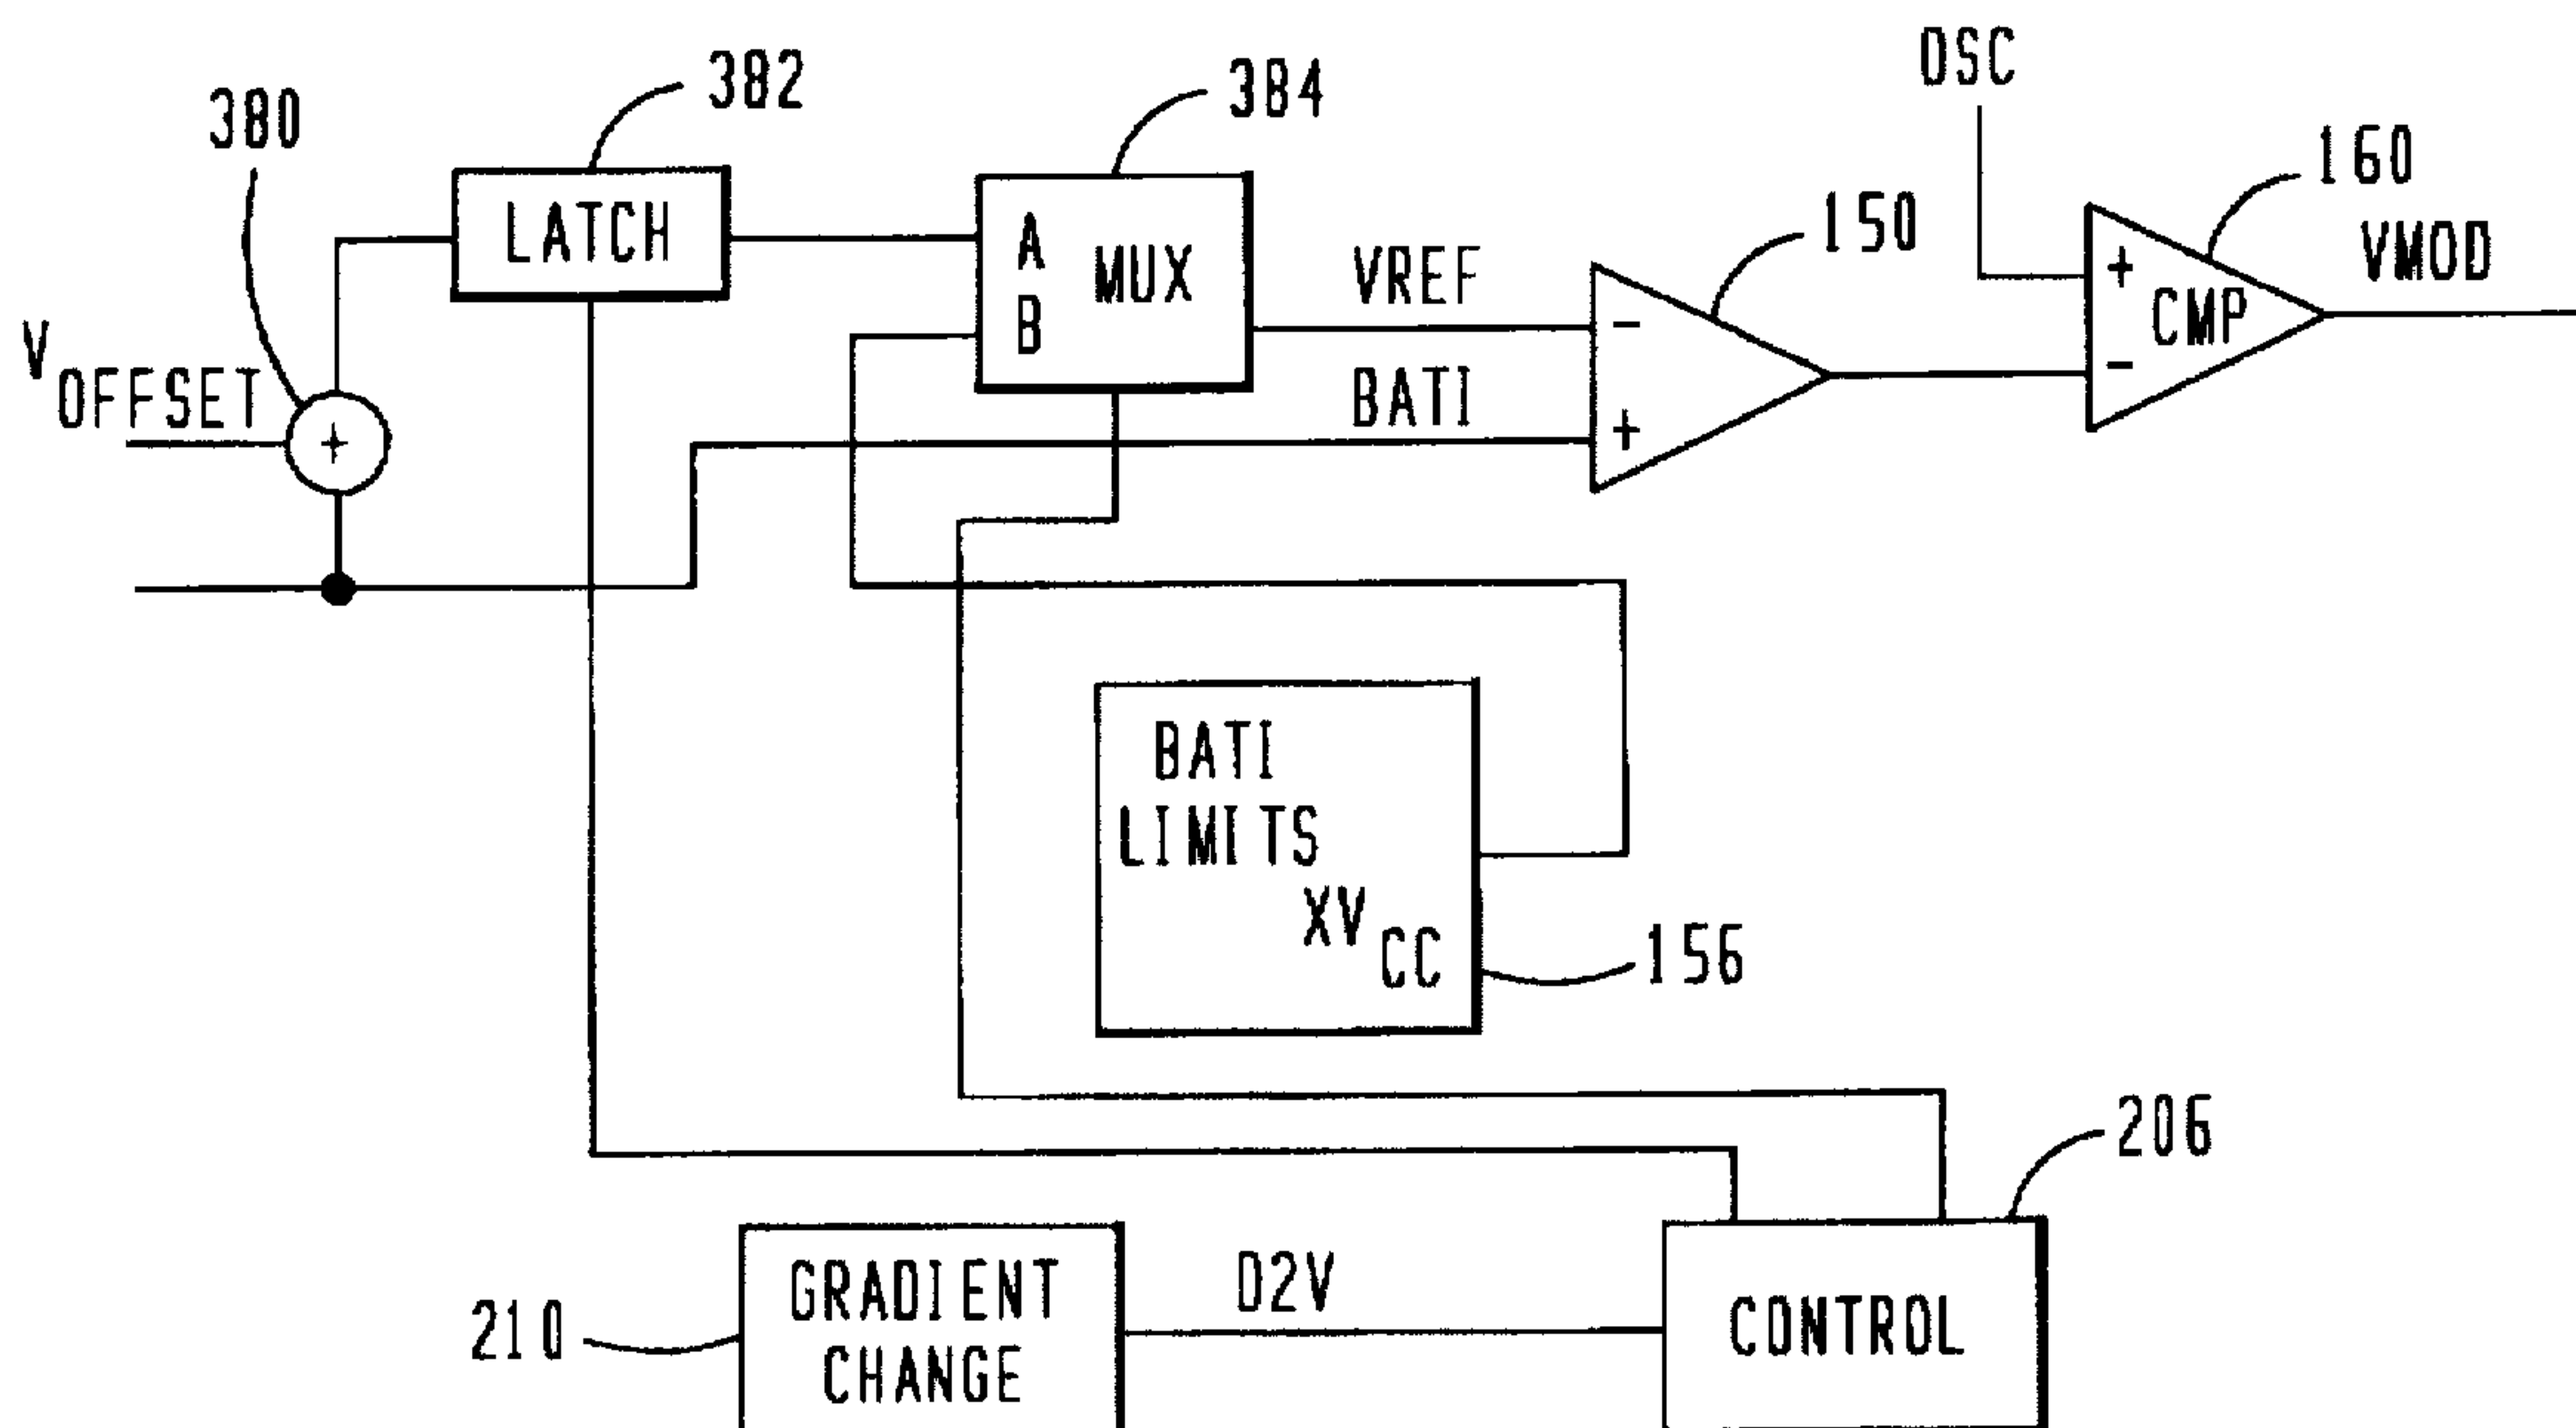 OSC
382
384
380
160
LATCH
150
VMOD
A
MUX
VREF
+
CMP
B
-
-
V
OFFSET
BATI
+
+
BATI
LIMITS
XV
CC
156
206
D2V
GRADIENT
CHANGE
210
CONTROL